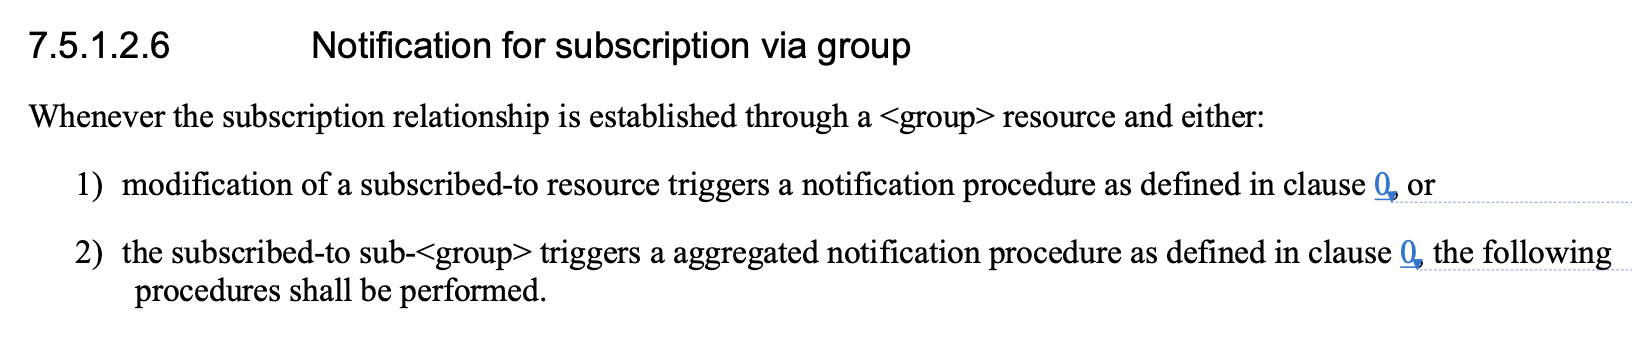 7.5.1.2.6 Notification for subscription via group
Whenever the subscription relationship is established through a <group> resource and either:
1) modification of a subscribed-to resource triggers a notification procedure as defined in clause 0, or
2) the subscribed-to sub-<group> triggers a aggregated notification procedure as defined in clause 0, the following
procedures shall be performed.